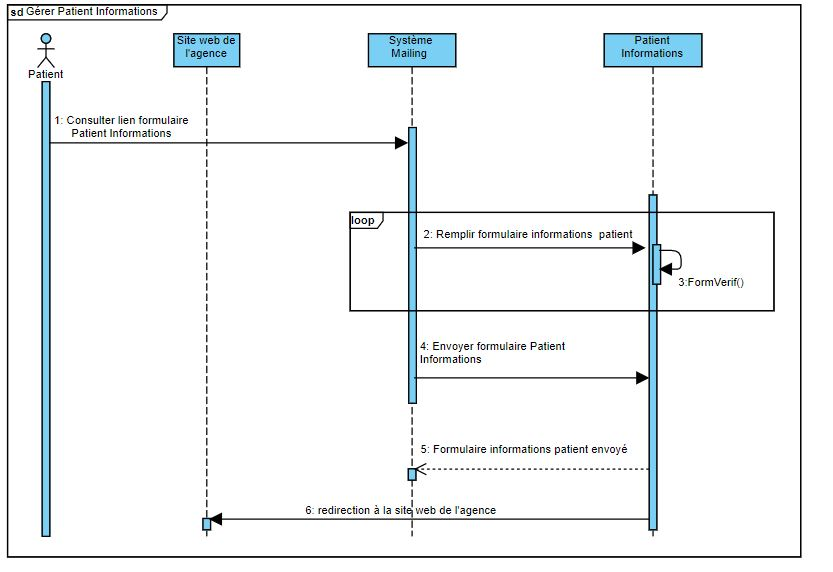 sd Gérer Patient Informations
Site web de
l'agence
Système
Mailing
Patient
Informations
Patient
1: Consulter lien formulaire
Patient Informations
loop
2: Remplir formulaire informations patient
3:FormVerif()
4: Envoyer formulaire Patient
Informations
5: Formulaire informations patient envoyé
6: redirection à la site web de l'agence